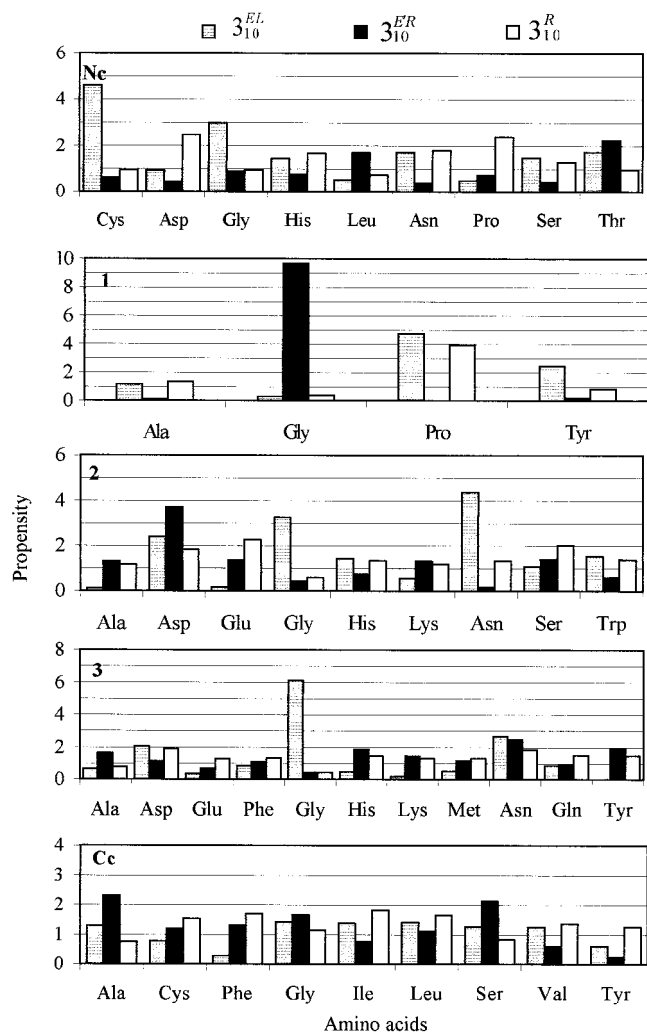 3₁₀^EL 3₁₀^ER 3₁₀^R
Nc
6
4
2
0
Cys Asp Gly His Leu Asn Pro Ser Thr
1
10
8
6
4
2
0
Ala Gly Pro Tyr
Propensity
2
6
4
2
0
Ala Asp Glu Gly His Lys Asn Ser Trp
3
8
6
4
2
0
Ala Asp Glu Phe Gly His Lys Met Asn Gln Tyr
Cc
4
3
2
1
0
Ala Cys Phe Gly Ile Leu Ser Val Tyr
Amino acids